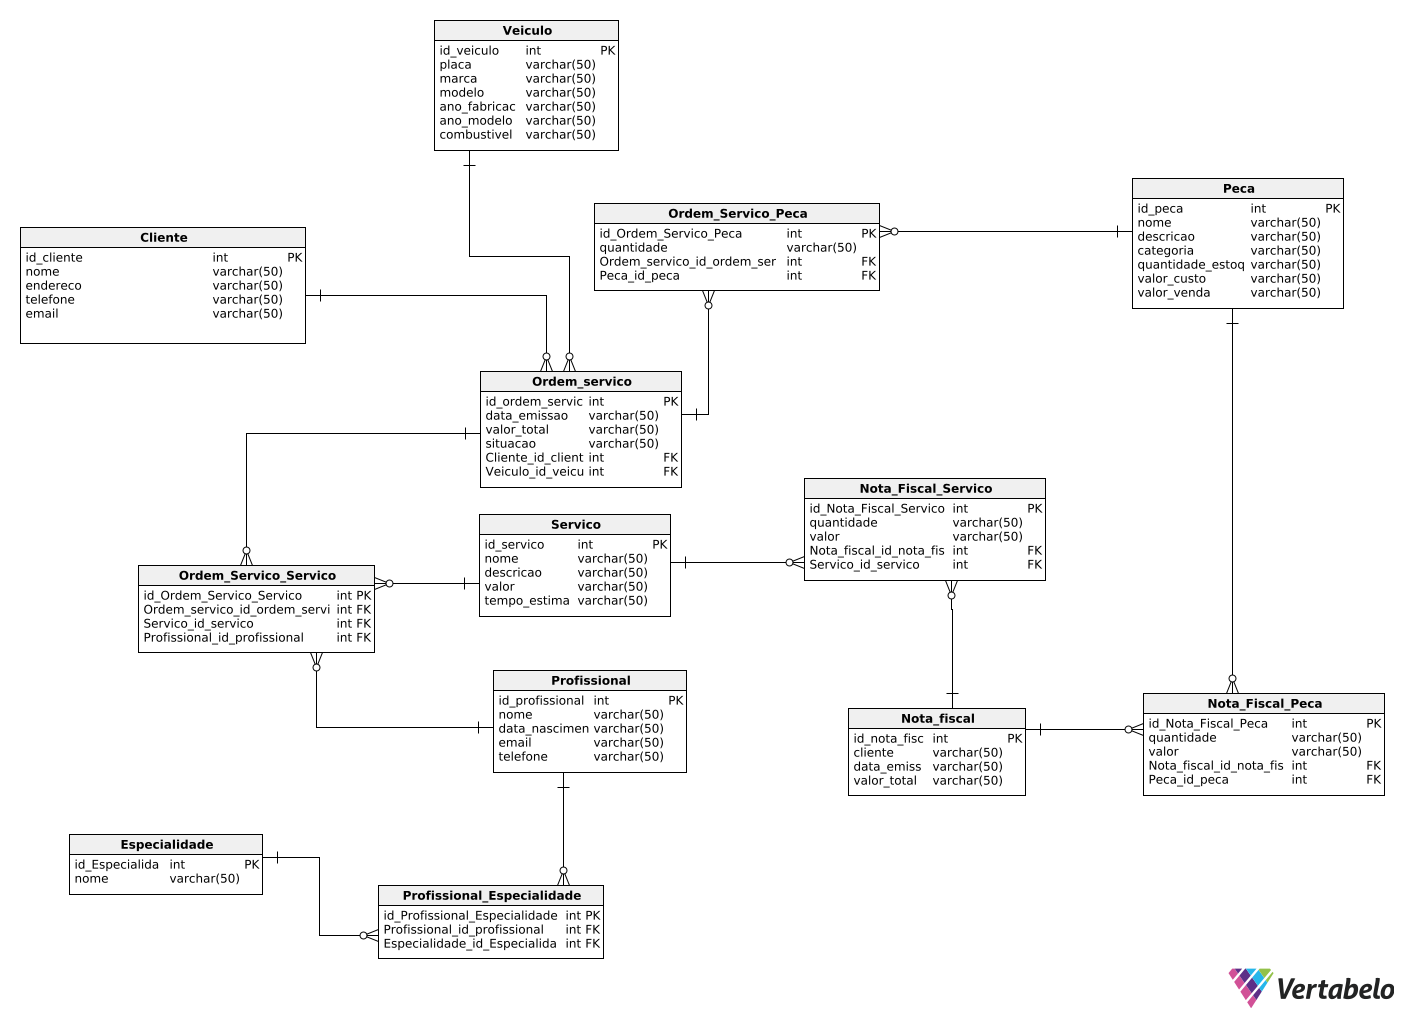 Veiculo
id_veiculo int PK
placa varchar(50)
marca varchar(50)
modelo varchar(50)
ano_fabricac varchar(50)
ano_modelo varchar(50)
combustivel varchar(50)
Cliente
id_cliente int PK
nome varchar(50)
endereco varchar(50)
telefone varchar(50)
email varchar(50)
Ordem_Servico_Peca
id_Ordem_Servico_Peca int PK
quantidade varchar(50)
Ordem_servico_id_ordem_ser int FK
Peca_id_peca int FK
Peca
id_peca int PK
nome varchar(50)
descricao varchar(50)
categoria varchar(50)
quantidade_estoq varchar(50)
valor_custo varchar(50)
valor_venda varchar(50)
Ordem_servico
id_ordem_servic int PK
data_emissao varchar(50)
valor_total varchar(50)
situacao varchar(50)
Cliente_id_client int FK
Veiculo_id_veicu int FK
Nota_Fiscal_Servico
id_Nota_Fiscal_Servico int PK
quantidade varchar(50)
valor varchar(50)
Nota_fiscal_id_nota_fis int FK
Servico_id_servico int FK
Servico
id_servico int PK
nome varchar(50)
descricao varchar(50)
valor varchar(50)
tempo_estima varchar(50)
Ordem_Servico_Servico
id_Ordem_Servico_Servico int PK
Ordem_servico_id_ordem_servi int FK
Servico_id_servico int FK
Profissional_id_profissional int FK
Profissional
id_profissional int PK
nome varchar(50)
data_nascimen varchar(50)
email varchar(50)
telefone varchar(50)
Nota_fiscal
id_nota_fisc int PK
cliente varchar(50)
data_emiss varchar(50)
valor_total varchar(50)
Nota_Fiscal_Peca
id_Nota_Fiscal_Peca int PK
quantidade varchar(50)
valor varchar(50)
Nota_fiscal_id_nota_fis int FK
Peca_id_peca int FK
Especialidade
id_Especialida int PK
nome varchar(50)
Profissional_Especialidade
id_Profissional_Especialidade int PK
Profissional_id_profissional int FK
Especialidade_id_Especialida int FK
Vertabelo